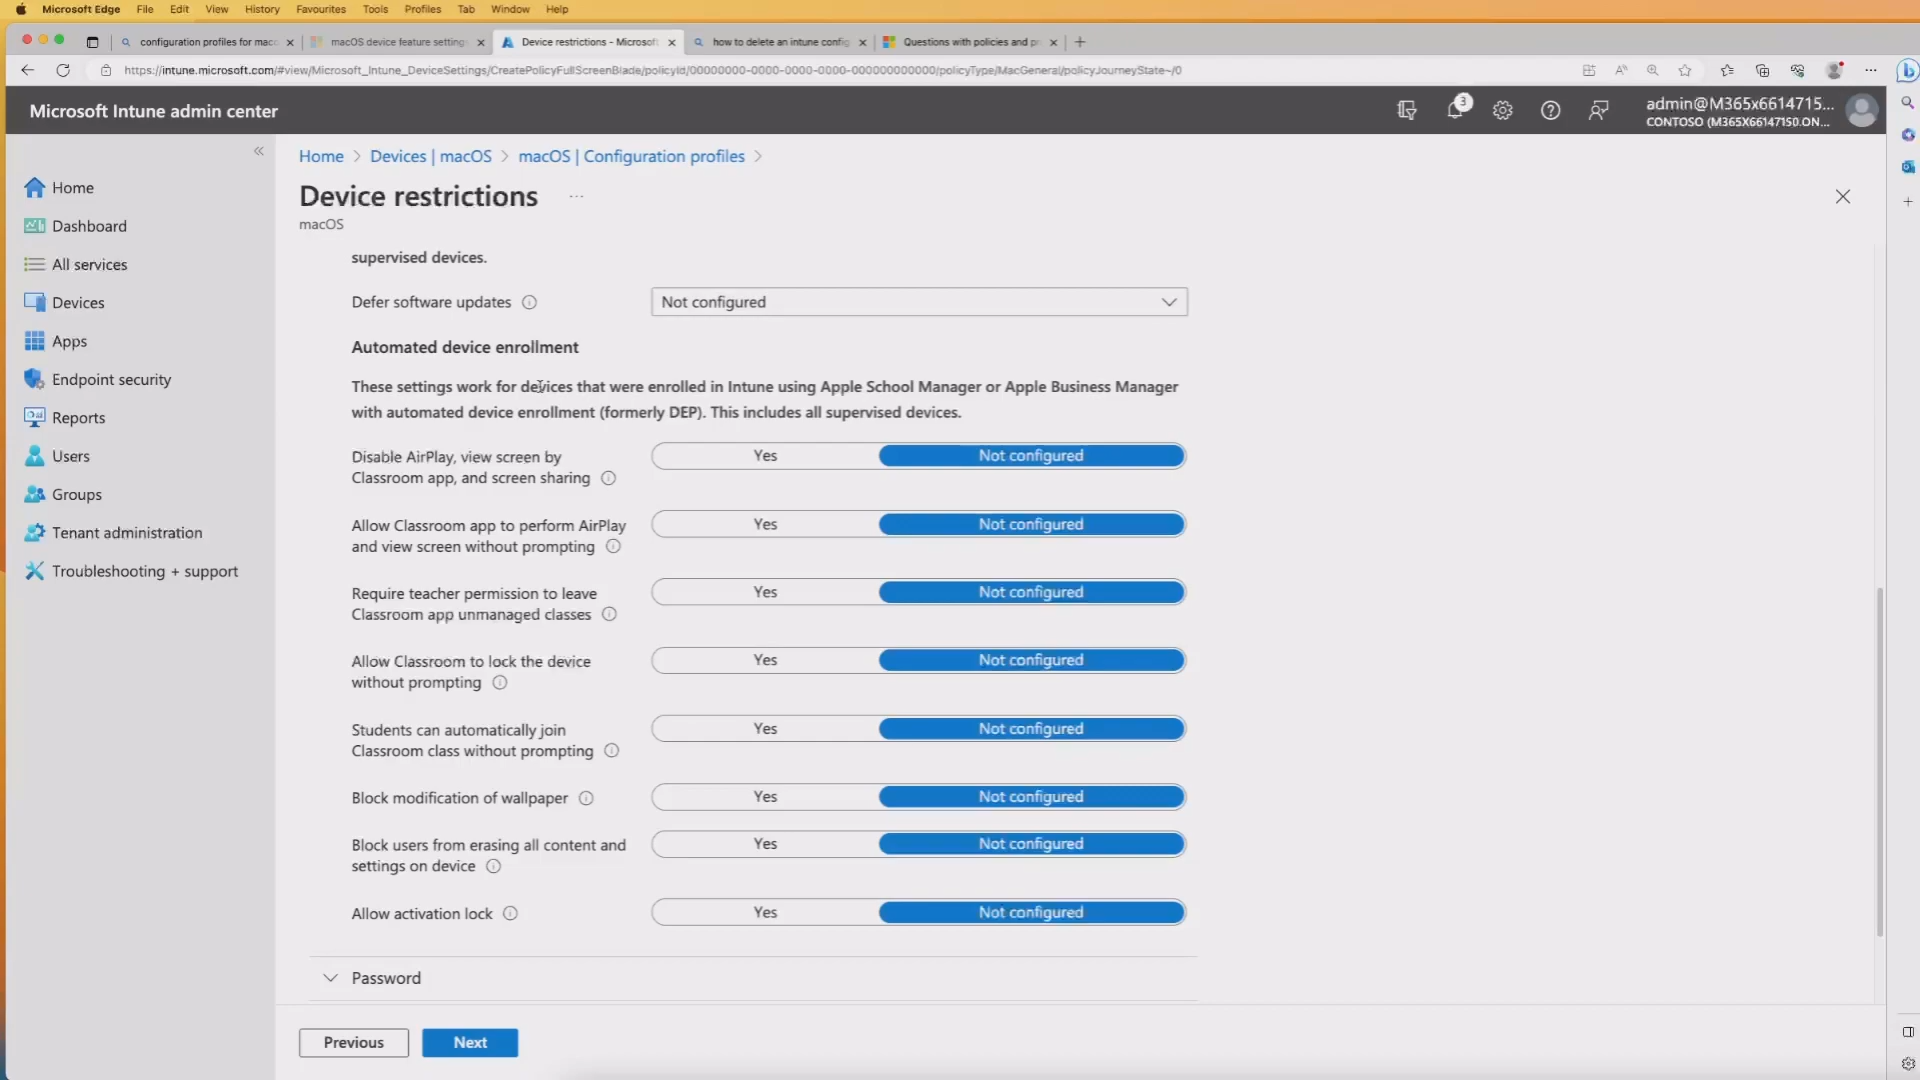 Microsoft Edge File Edit View History Favourites Tools Profiles Tab Window Help
configuration profiles for mac
macOS device feature settings
Device restrictions - Microsof
how to delete an intune config
Questions with policies and p
https://intune.microsoft.com/#view/Microsoft_Intune_DeviceSettings/CreatePolicyFullScreenBlade/policyId/00000000-0000-0000-0000-000000000000/policyType/MacGeneral/policyJourneyState~/0
Microsoft Intune admin center
3
admin@M365x6614715...
CONTOSO (M365X66147150.ON...
Home
Dashboard
All services
Devices
Apps
Endpoint security
Reports
Users
Groups
Tenant administration
Troubleshooting + support
Home > Devices | macOS > macOS | Configuration profiles >
Device restrictions ...
macOS
supervised devices.
Defer software updates
Not configured
Automated device enrollment
These settings work for devices that were enrolled in Intune using Apple School Manager or Apple Business Manager
with automated device enrollment (formerly DEP). This includes all supervised devices.
Disable AirPlay, view screen by
Classroom app, and screen sharing
Yes Not configured
Allow Classroom app to perform AirPlay
and view screen without prompting
Yes Not configured
Require teacher permission to leave
Classroom app unmanaged classes
Yes Not configured
Allow Classroom to lock the device
without prompting
Yes Not configured
Students can automatically join
Classroom class without prompting
Yes Not configured
Block modification of wallpaper
Yes Not configured
Block users from erasing all content and
settings on device
Yes Not configured
Allow activation lock
Yes Not configured
Password
Previous Next